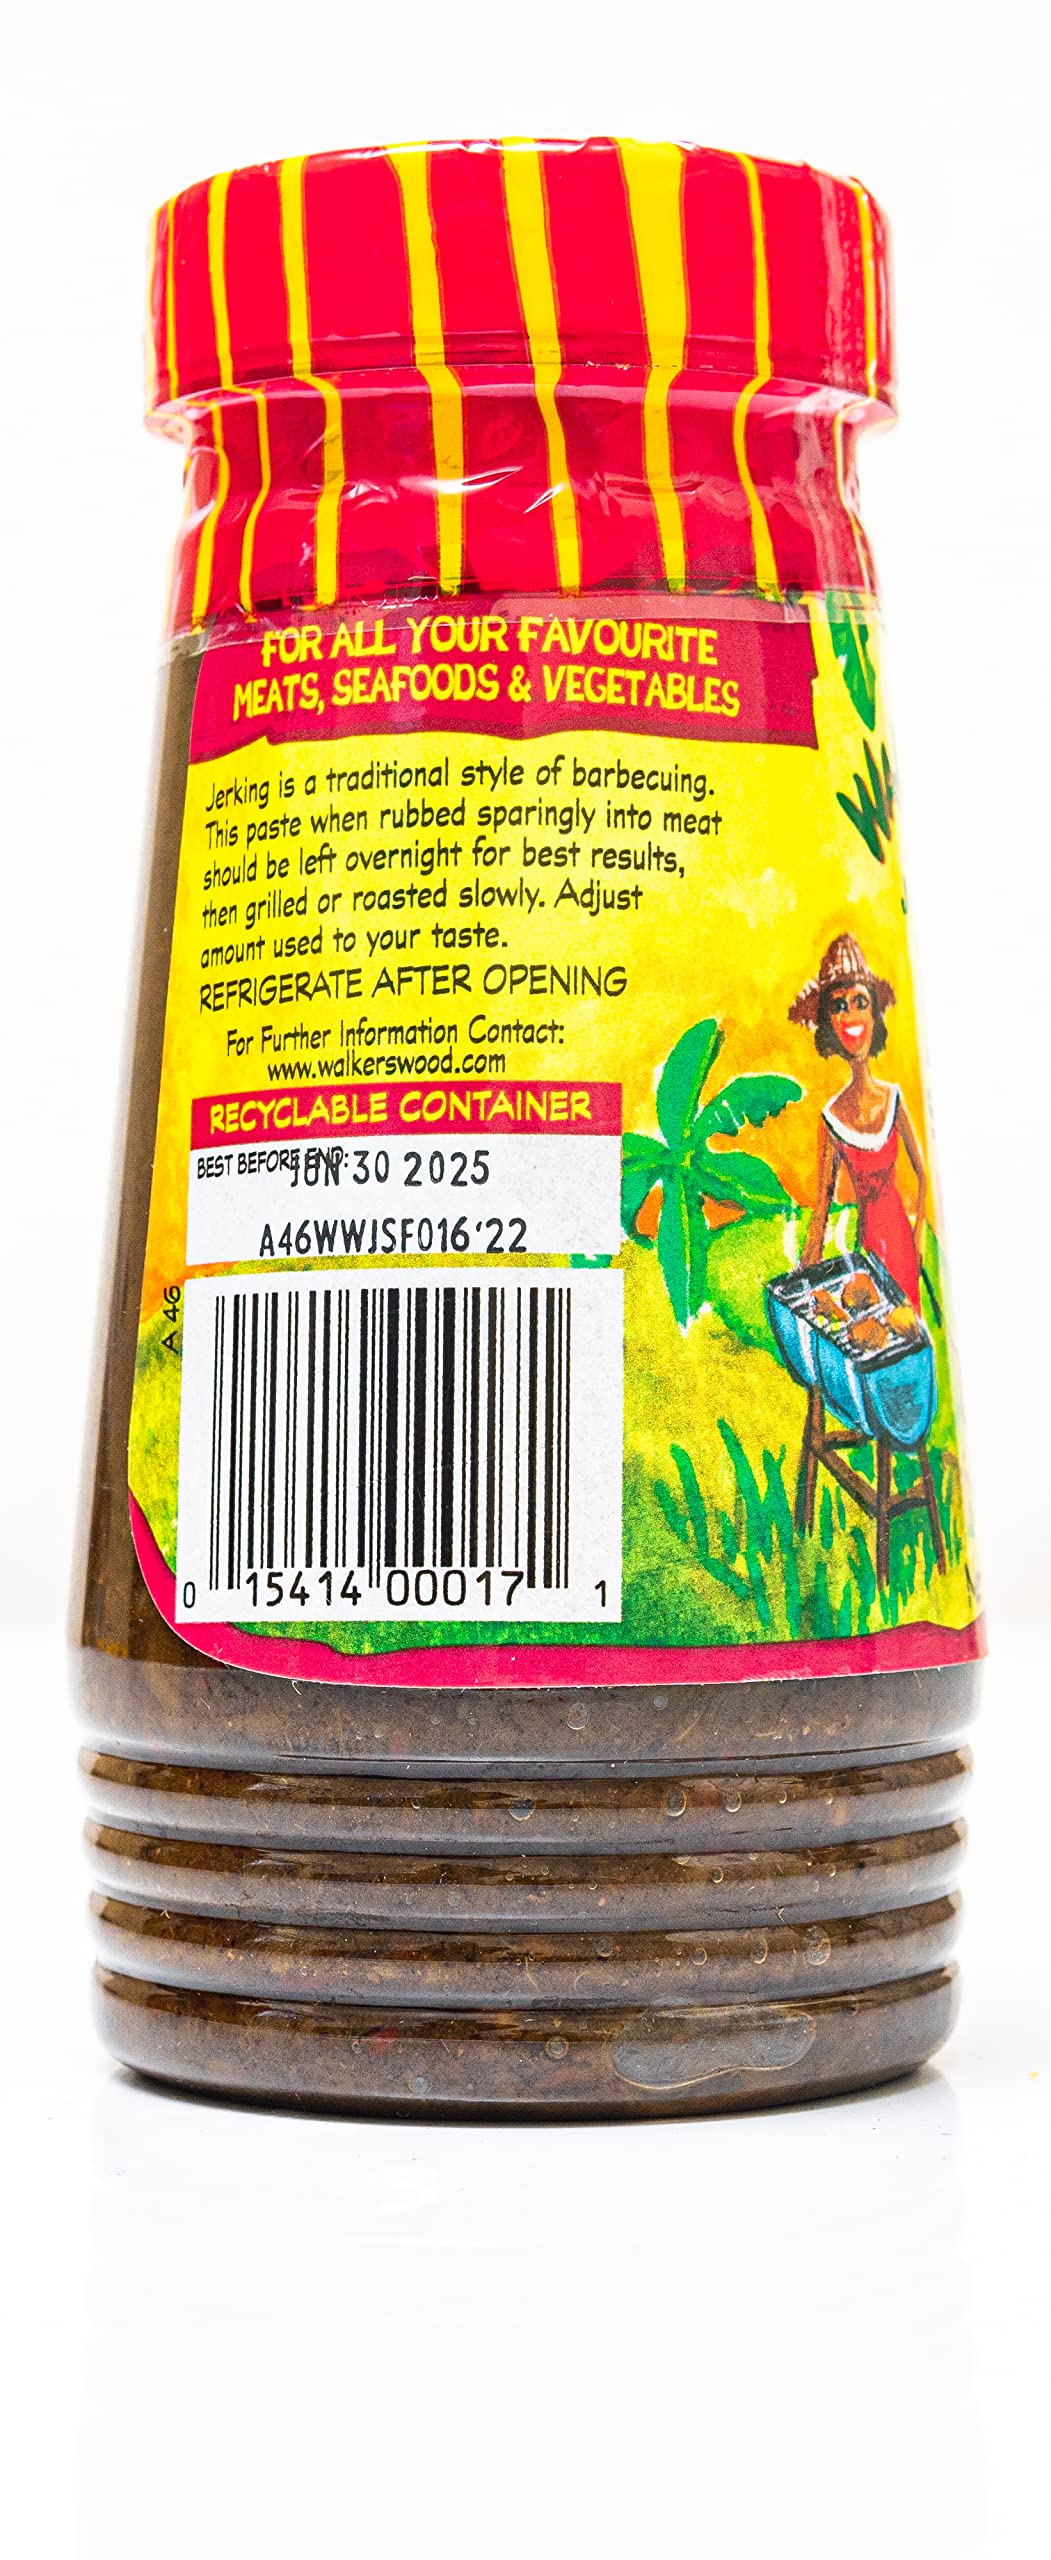 FOR ALL YOUR FAVOURITE
MEATS, SEAFOODS & VEGETABLES
Jerking is a traditional style of barbecuing.
This paste when rubbed sparingly into meat
should be left overnight for best results,
then grilled or roasted slowly. Adjust
amount used to your taste.
REFRIGERATE AFTER OPENING
For Further Information Contact:
www.walkerswood.com
RECYCLABLE CONTAINER
BEST BEFORE END: JUN 30 2025
A46WWJSF016'22
A 46
0 15414 00017 1